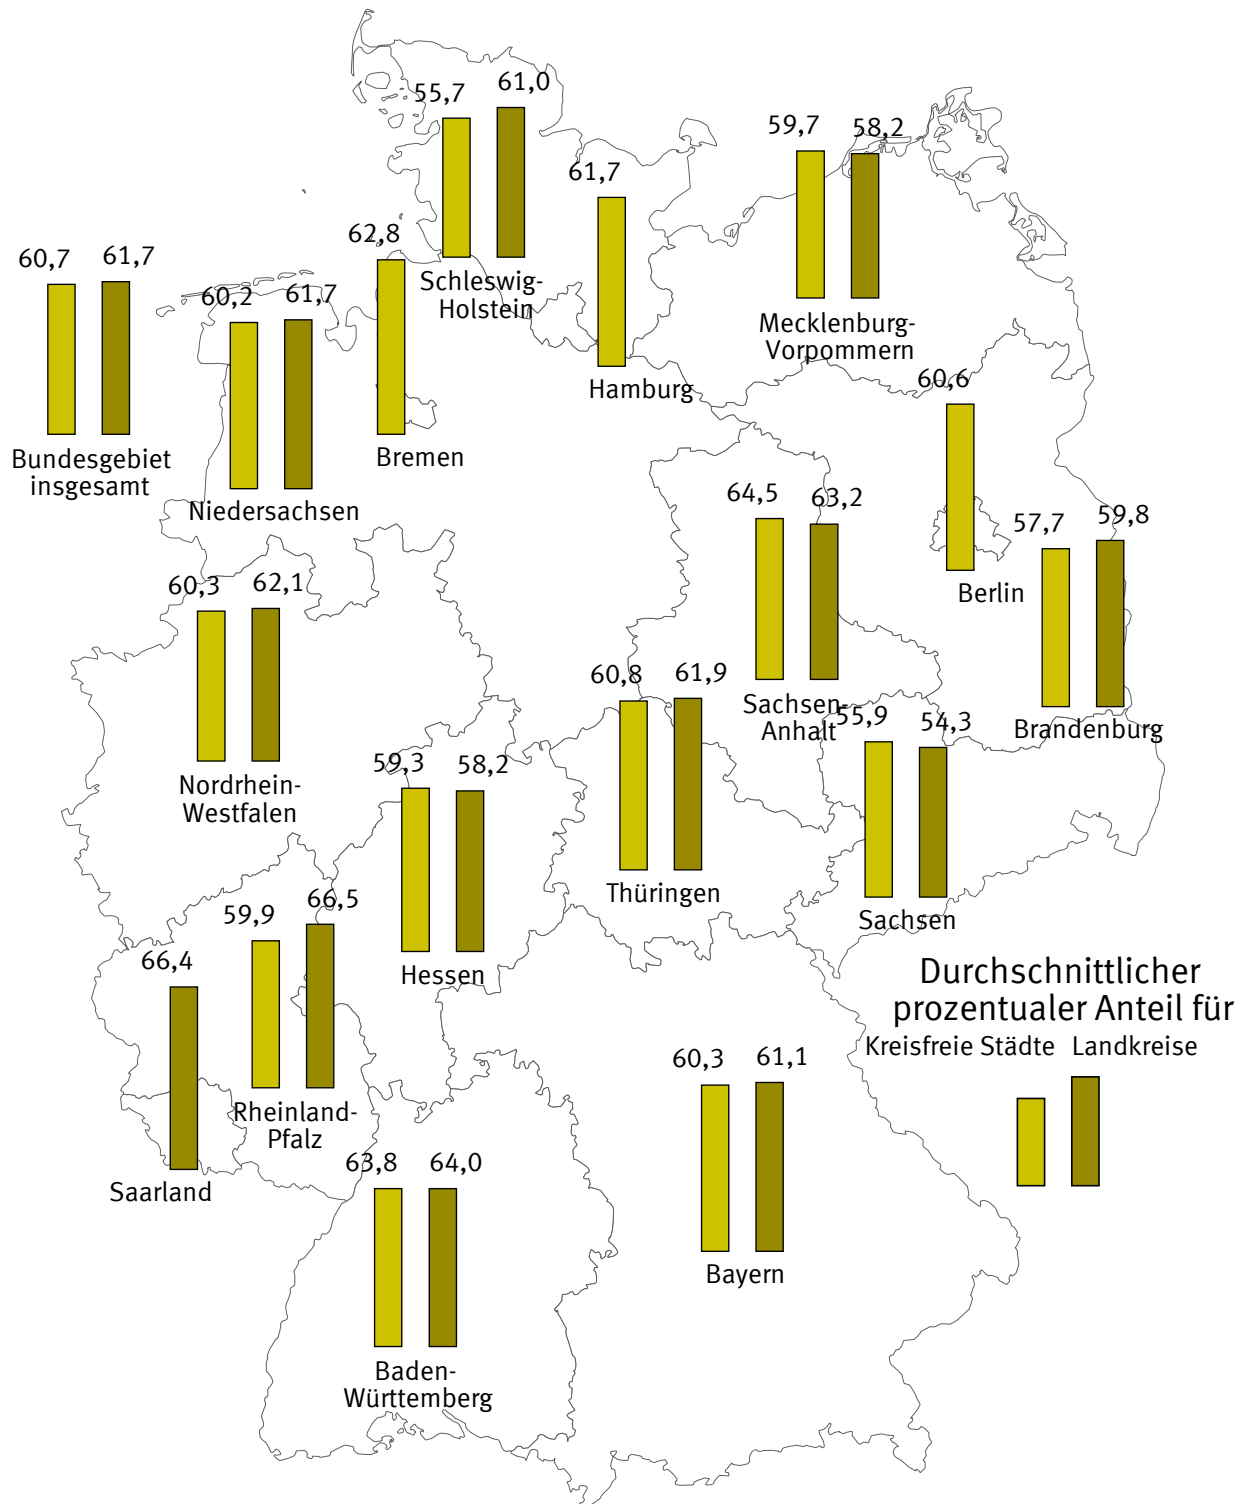 55,7
61,0
Schleswig-
Holstein
61,7
Hamburg
59,7
58,2
Mecklenburg-
Vorpommern
62,8
Bremen
60,7
61,7
Bundesgebiet
insgesamt
60,2
61,7
Niedersachsen
60,6
Berlin
64,5
63,2
Sachsen-
Anhalt
57,7
59,8
Brandenburg
60,3
62,1
Nordrhein-
Westfalen
60,8
61,9
Thüringen
55,9
54,3
Sachsen
59,3
58,2
Hessen
59,9
66,5
Rheinland-
Pfalz
66,4
Saarland
63,8
64,0
Baden-
Württemberg
60,3
61,1
Bayern
Durchschnittlicher
prozentualer Anteil für
Kreisfreie Städte Landkreise